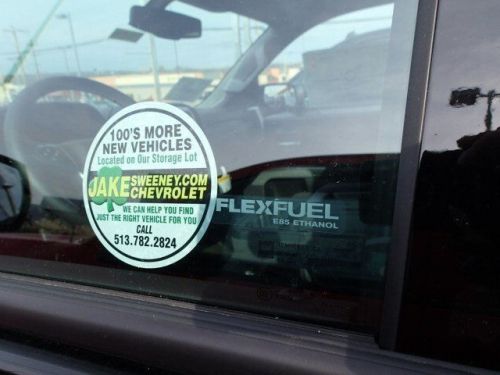 100'S MORE
NEW VEHICLES
Located on Our Storage Lot
JAKE SWEENEY.COM
CHEVROLET
WE CAN HELP YOU FIND
JUST THE RIGHT VEHICLE FOR YOU
CALL
513.782.2824
FLEXFUEL
E85 ETHANOL